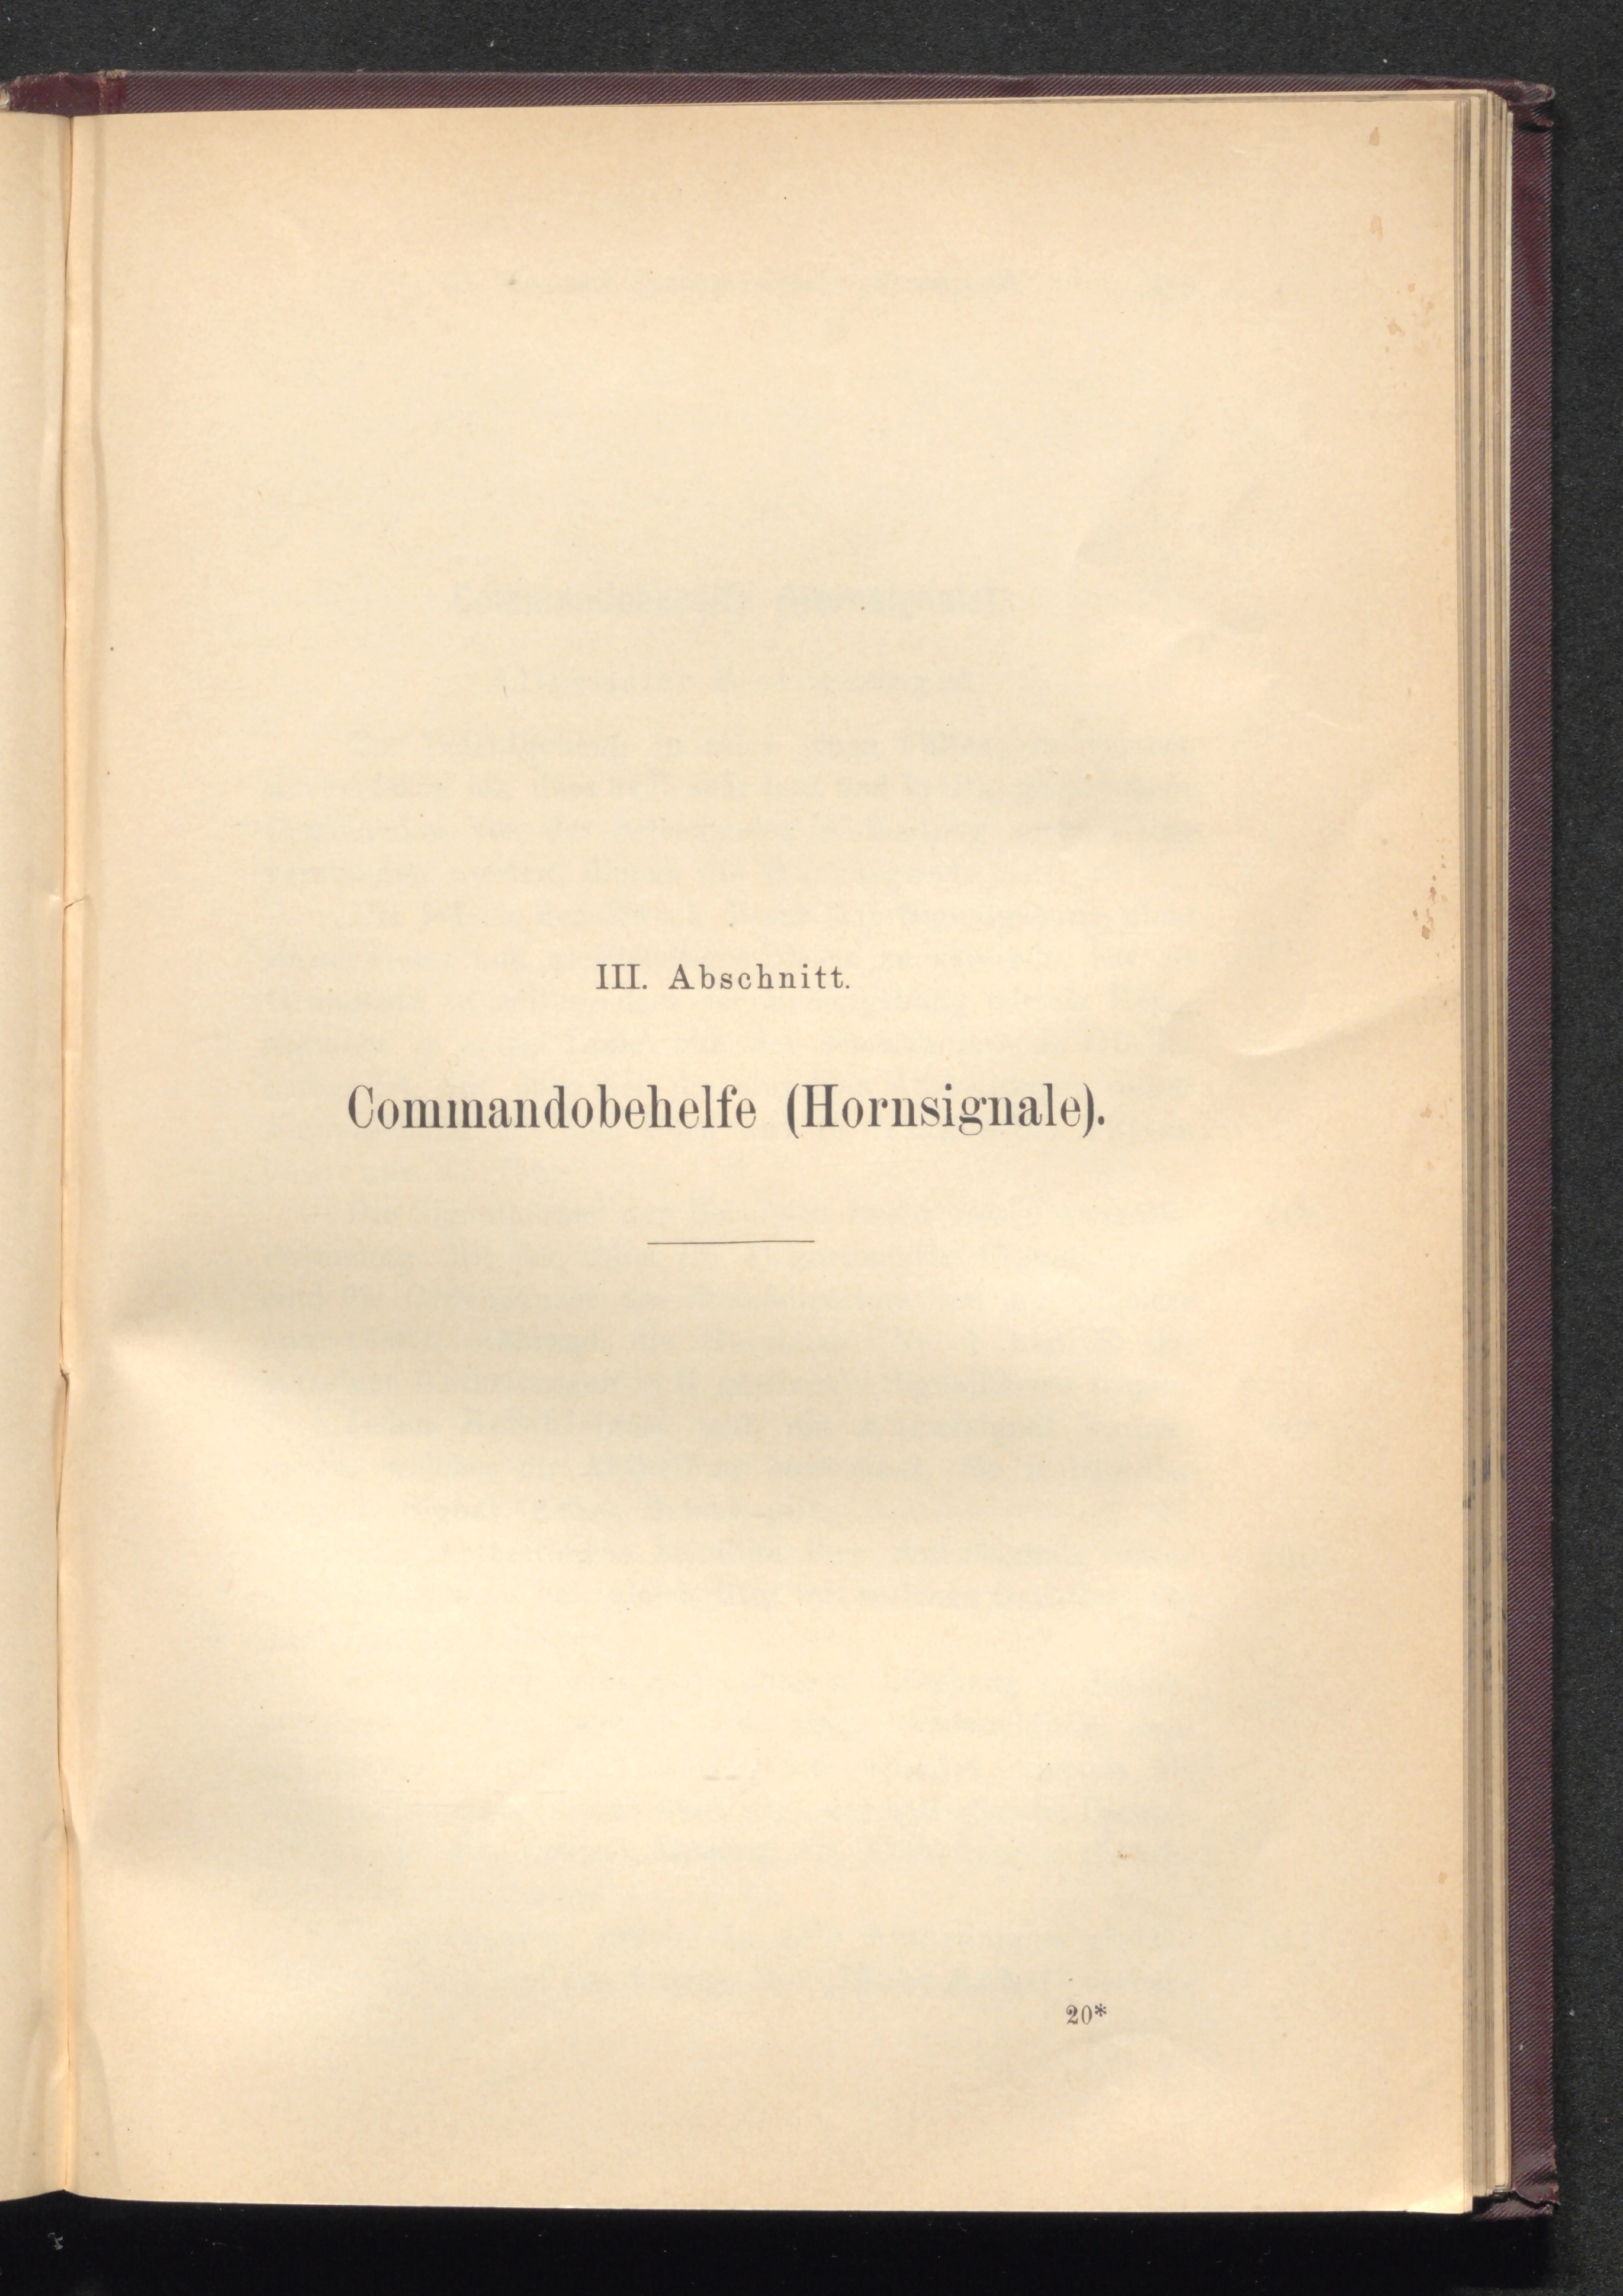 III. Abschnitt.
Commandobehelfe (Hornsignale).
20*